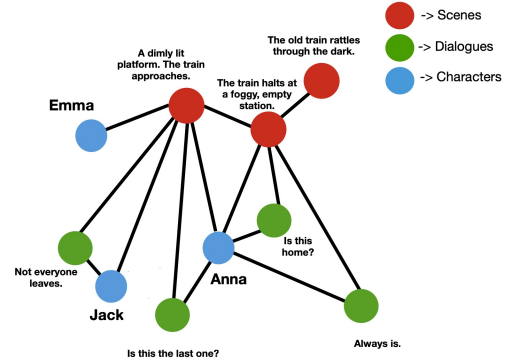 -> Scenes
-> Dialogues
-> Characters
The old train rattles
through the dark.
A dimly lit
platform. The train
approaches.
The train halts at
a foggy, empty
station.
Emma
Not everyone
leaves.
Jack
Is this
home?
Anna
Is this the last one?
Always is.